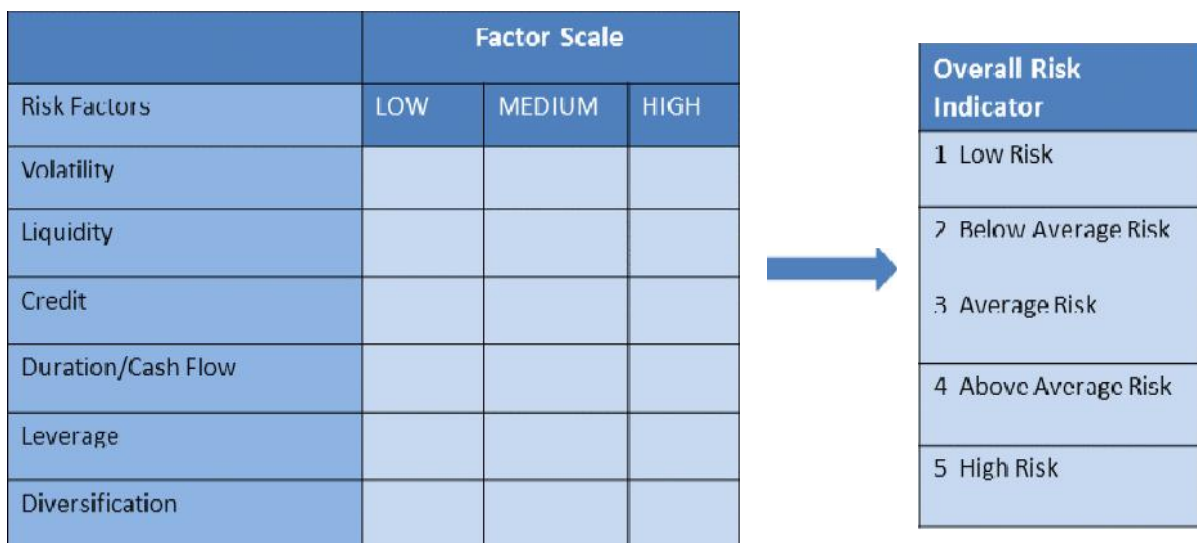 Factor Scale
Risk Factors LOW MEDIUM HIGH
Volatility
Liquidity
Credit
Duration/Cash Flow
Leverage
Diversification
Overall Risk
Indicator
1 Low Risk
2 Below Average Risk
3 Average Risk
4 Above Average Risk
5 High Risk